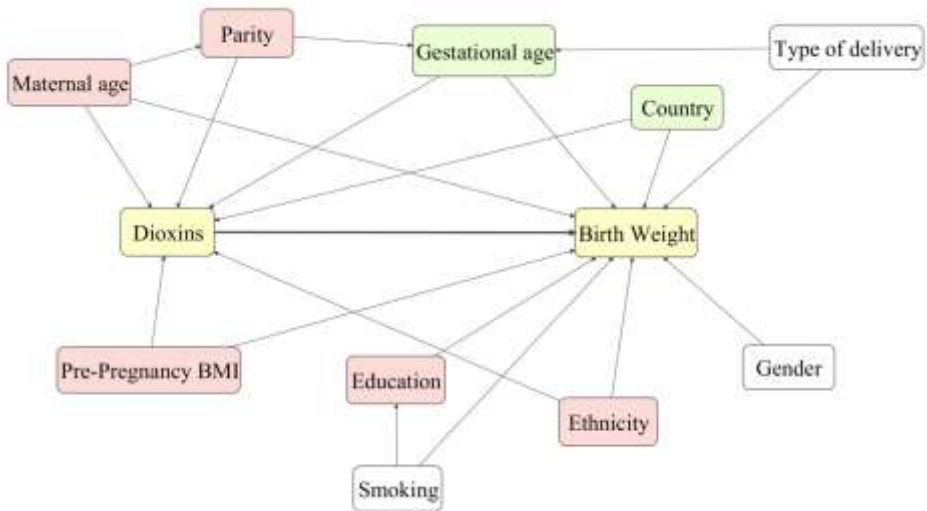 Parity
Gestational age
Type of delivery
Maternal age
Country
Dioxins
Birth Weight
Pre-Pregnancy BMI
Education
Gender
Ethnicity
Smoking